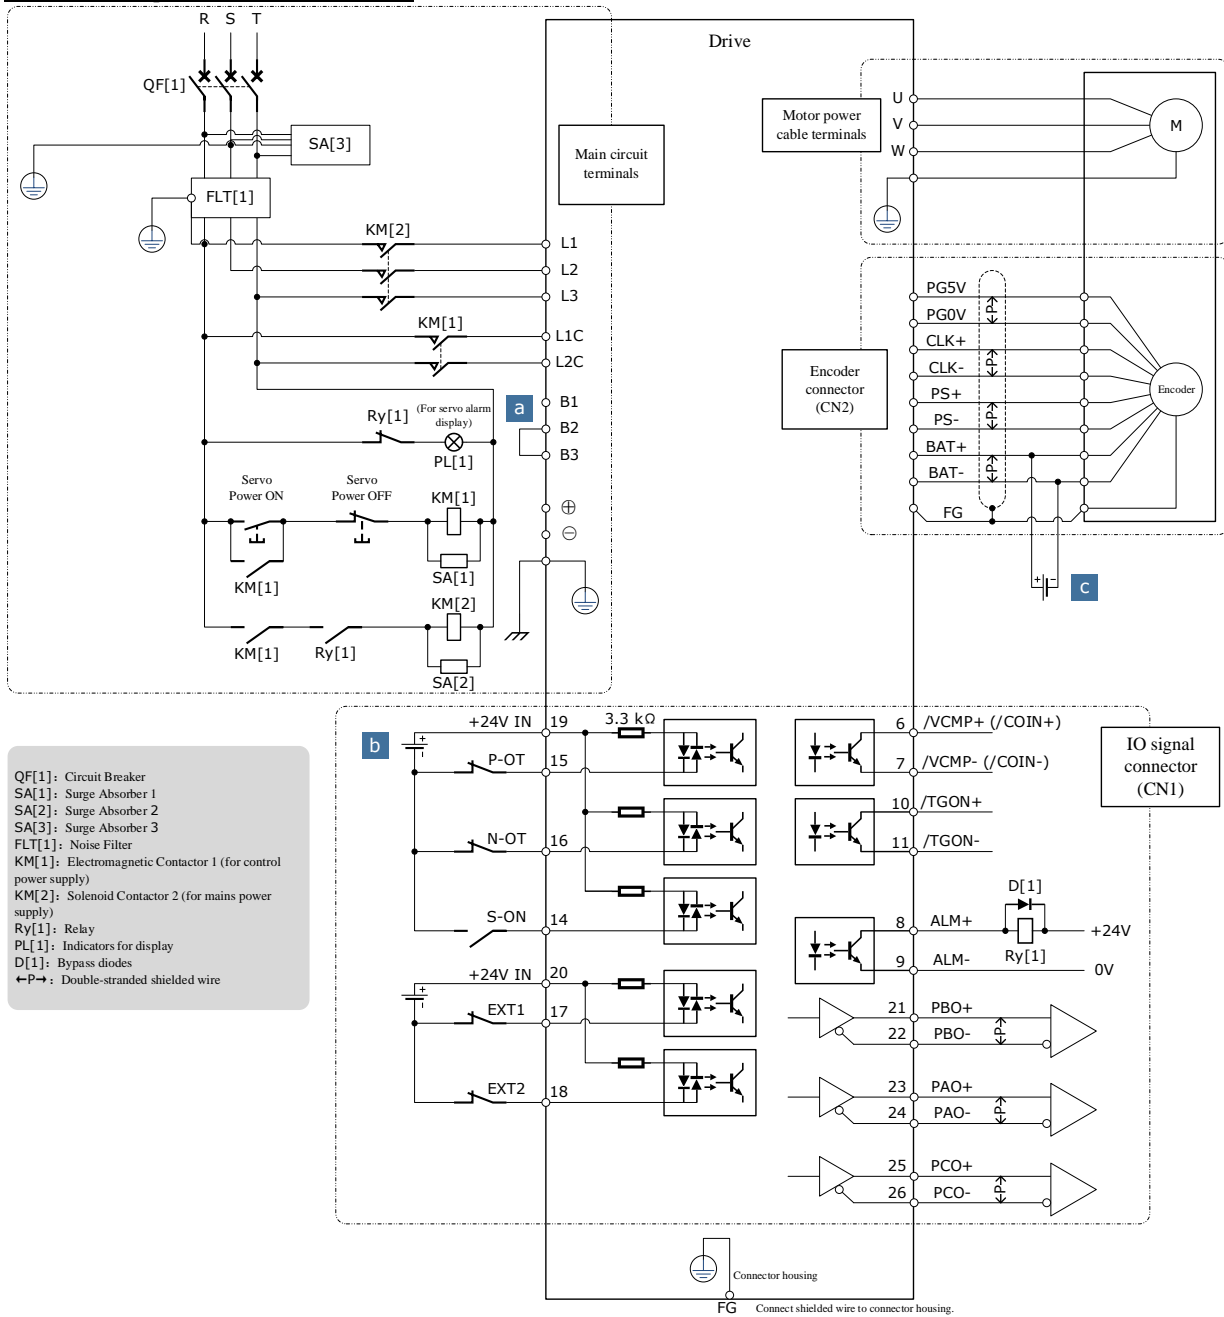 R S T
Drive
QF[1]
SA[3]
FLT[1]
Main circuit
terminals
KM[2]
L1
L2
L3
KM[1]
L1C
L2C
a
B1
B2
B3
Ry[1]
(For servo alarm
display)
PL[1]
Servo
Power ON
Servo
Power OFF
KM[1]
SA[1]
KM[1]
KM[2]
KM[1]
Ry[1]
SA[2]
⊕
⊖
Motor power
cable terminals
U
V
W
M
Encoder
connector
(CN2)
PG5V
PG0V
CLK+
CLK-
PS+
PS-
BAT+
BAT-
FG
←P→
←P→
←P→
←P→
Encoder
+ -
c
QF[1]: Circuit Breaker
SA[1]: Surge Absorber 1
SA[2]: Surge Absorber 2
SA[3]: Surge Absorber 3
FLT[1]: Noise Filter
KM[1]: Electromagnetic Contactor 1 (for control
power supply)
KM[2]: Solenoid Contactor 2 (for mains power
supply)
Ry[1]: Relay
PL[1]: Indicators for display
D[1]: Bypass diodes
←P→: Double-stranded shielded wire
b
+
-
+24V IN 19
3.3 kΩ
P-OT 15
N-OT 16
S-ON 14
+
-
+24V IN 20
EXT1 17
EXT2 18
IO signal
connector
(CN1)
6 /VCMP+ (/COIN+)
7 /VCMP- (/COIN-)
10 /TGON+
11 /TGON-
D[1]
8 ALM+
+24V
Ry[1]
9 ALM-
0V
21 PBO+
22 PBO-
←P→
23 PAO+
24 PAO-
←P→
25 PCO+
26 PCO-
←P→
Connector housing
FG
Connect shielded wire to connector housing.